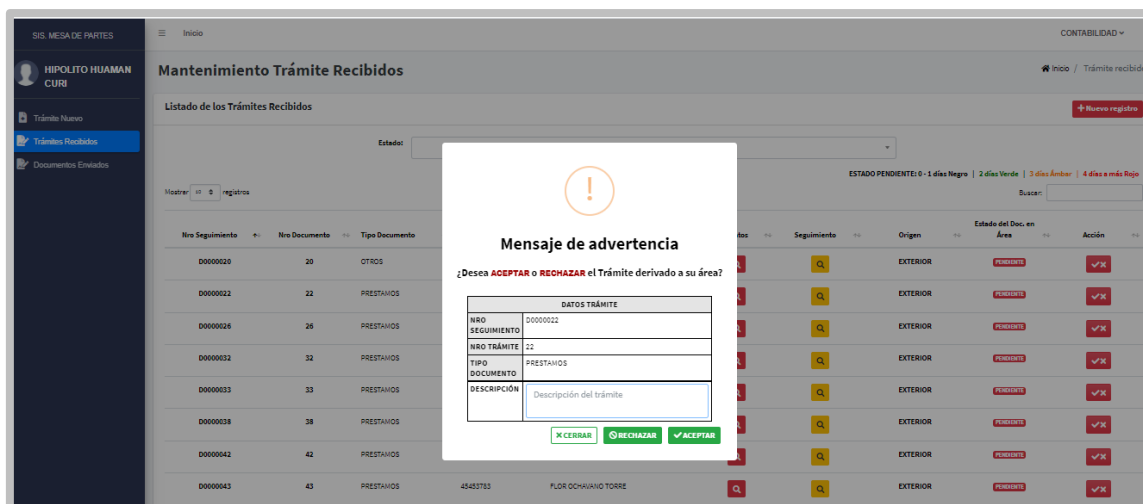 SIS. MESA DE PARTES
Inicio
CONTABILIDAD
HIPOLITO HUAMAN
CURI
Mantenimiento Trámite Recibidos
Inicio / Trámite recibido
Trámite Nuevo
Trámites Recibidos
Documentos Enviados
Listado de los Trámites Recibidos
+Nuevo registro
Estado:
ESTADO PENDIENTE: 0 - 1 días Negro | 2 días Verde | 3 días Ámbar | 4 días a más Rojo
Mostrar 10 registros
Buscar:
Nro Seguimiento Nro Documento Tipo Documento Seguimiento Origen Estado del Doc. en Área Acción
D0000020 20 OTROS EXTERIOR PENDIENTE
D0000022 22 PRESTAMOS EXTERIOR PENDIENTE
D0000026 26 PRESTAMOS EXTERIOR PENDIENTE
D0000032 32 PRESTAMOS EXTERIOR PENDIENTE
D0000033 33 PRESTAMOS EXTERIOR PENDIENTE
D0000038 38 PRESTAMOS EXTERIOR PENDIENTE
D0000042 42 PRESTAMOS EXTERIOR PENDIENTE
D0000043 43 PRESTAMOS 45453783 FLOR OCHAVANO TORRE EXTERIOR PENDIENTE
!
Mensaje de advertencia
¿Desea ACEPTAR o RECHAZAR el Trámite derivado a su área?
DATOS TRÁMITE
NRO SEGUIMIENTO D0000022
NRO TRÁMITE 22
TIPO DOCUMENTO PRESTAMOS
DESCRIPCIÓN Descripción del trámite
CERRAR RECHAZAR ACEPTAR